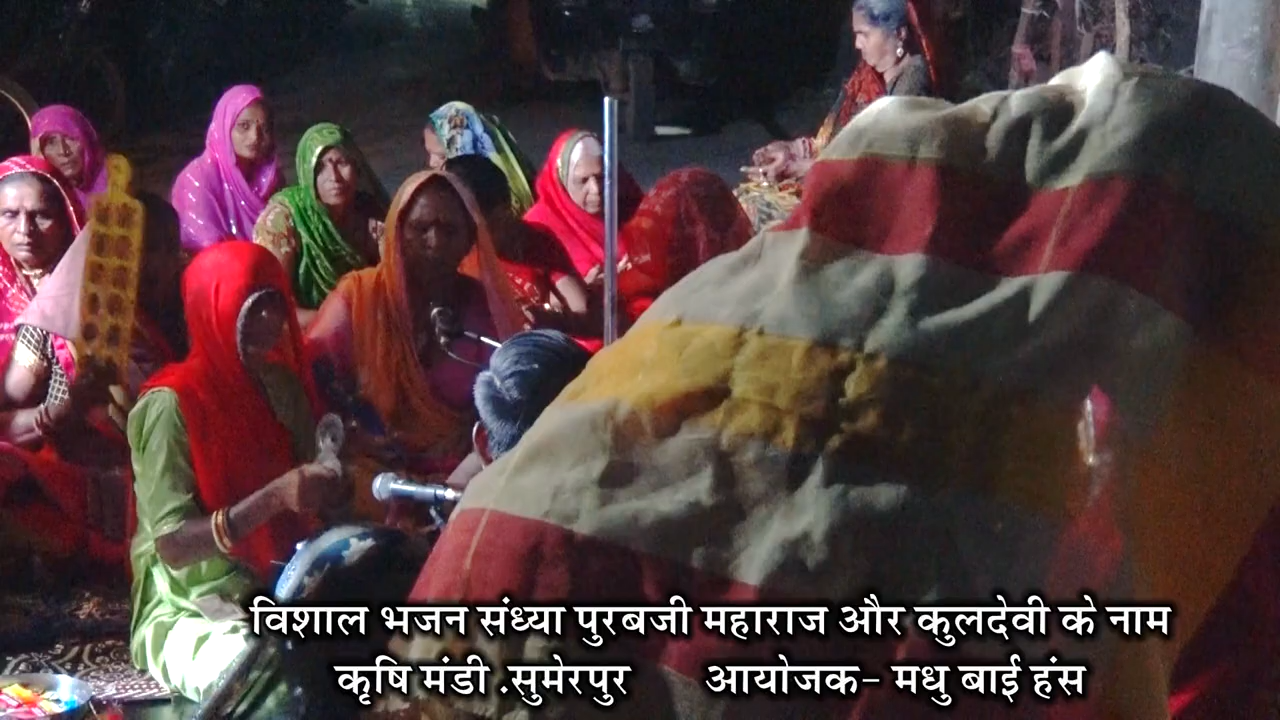 विशाल भजन संध्या पुरबजी महाराज और कुलदेवी के नाम
कृषि मंडी .सुमेरपुर आयोजक- मधु बाई हंस